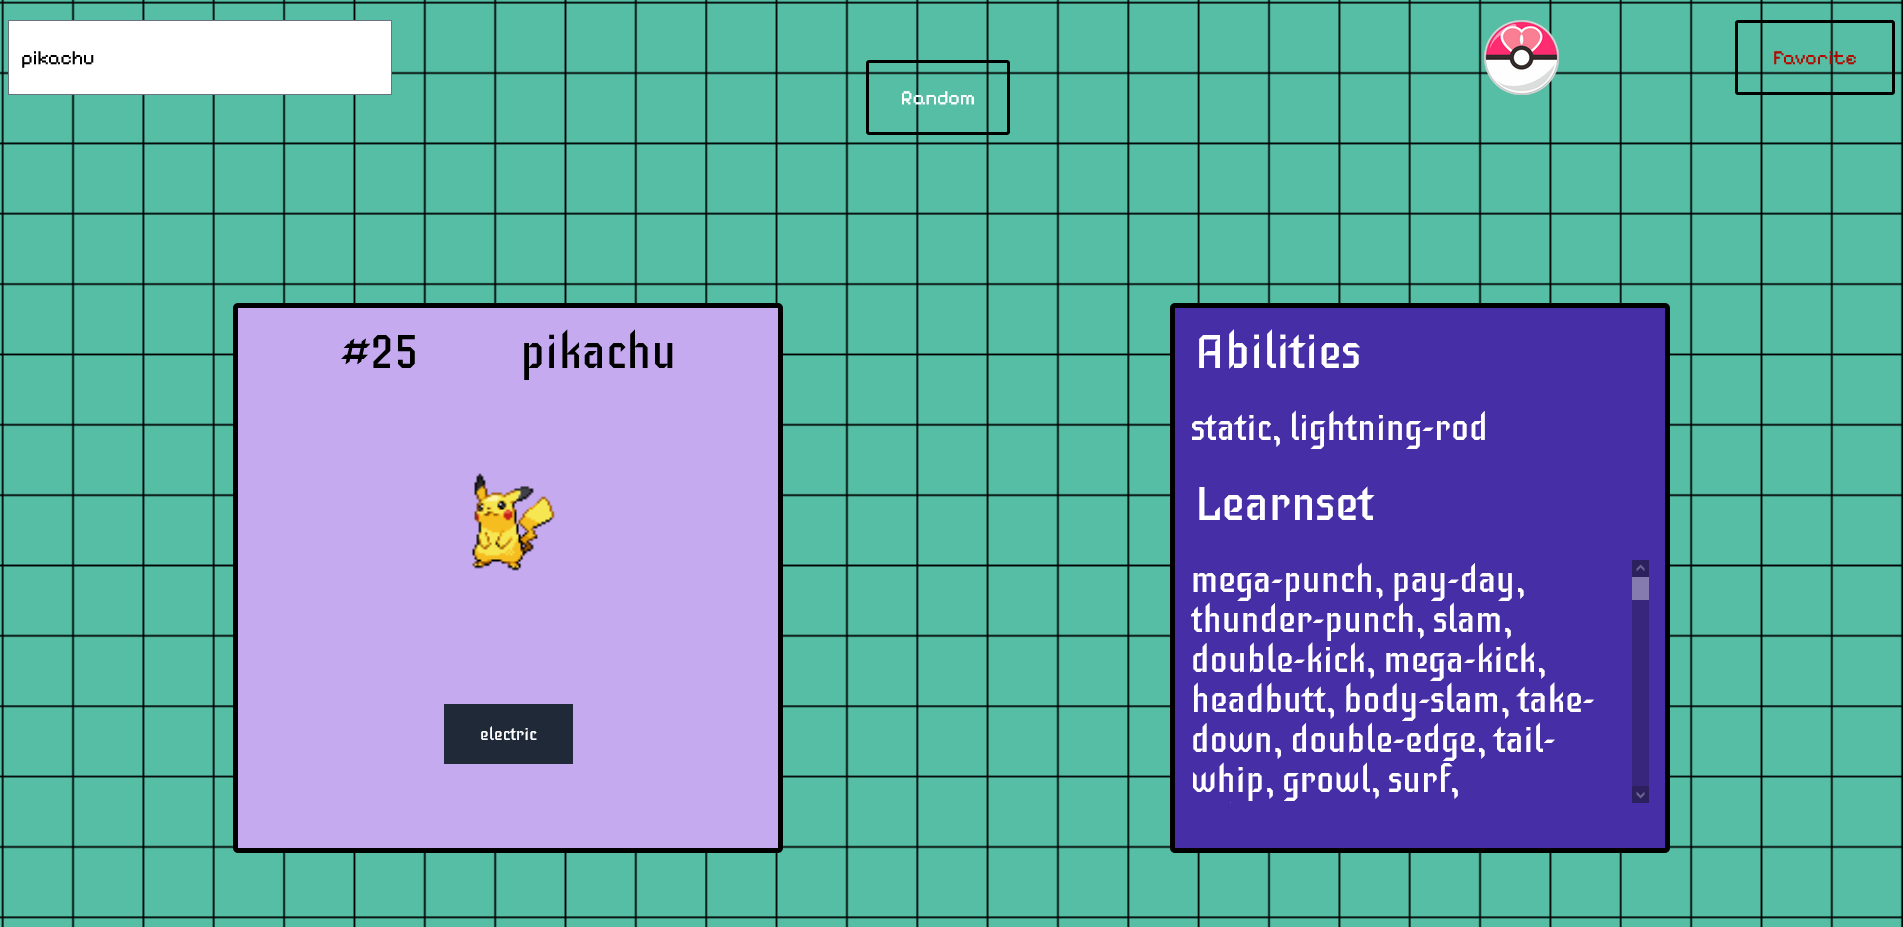 pikachu
Random
Favorite
#25 pikachu
electric
Abilities
static, lightning-rod
Learnset
mega-punch, pay-day,
thunder-punch, slam,
double-kick, mega-kick,
headbutt, body-slam, take-
down, double-edge, tail-
whip, growl, surf,